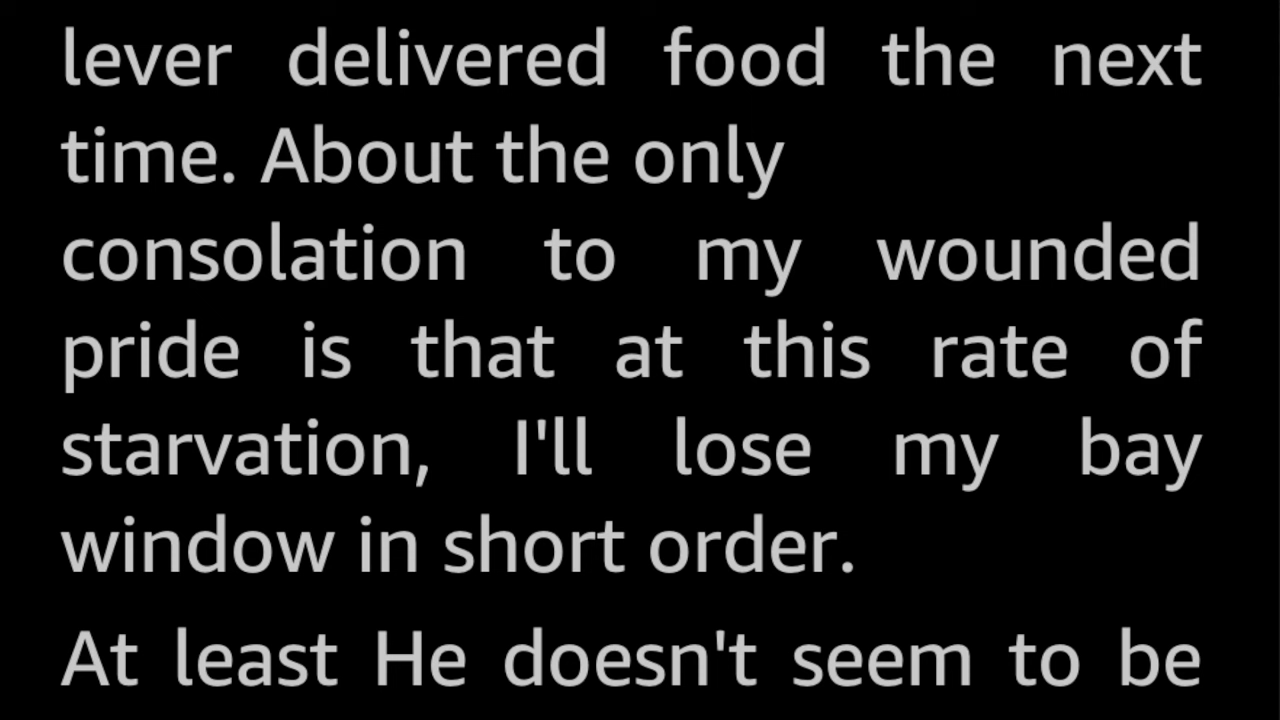 lever delivered food the next
time. About the only
consolation to my wounded
pride is that at this rate of
starvation, I'll lose my bay
window in short order.
At least He doesn't seem to be